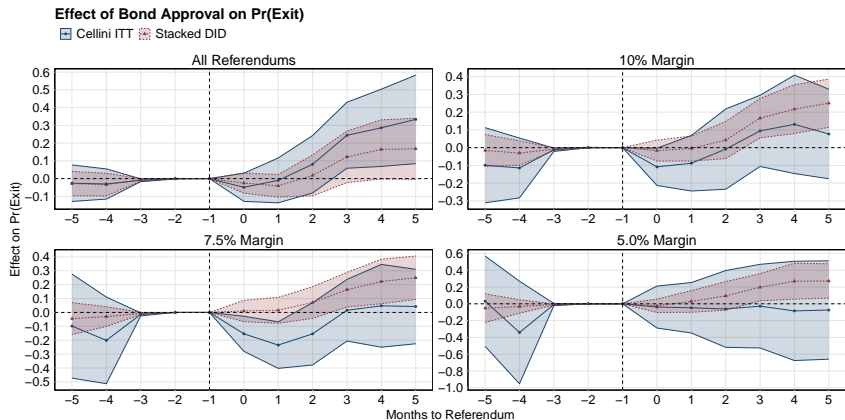 Effect of Bond Approval on Pr(Exit)
Cellini ITT Stacked DID
All Referendums
0.6
0.5
0.4
0.3
0.2
0.1
0.0
−0.1
−5 −4 −3 −2 −1 0 1 2 3 4 5
10% Margin
0.4
0.3
0.2
0.1
0.0
−0.1
−0.2
−0.3
−5 −4 −3 −2 −1 0 1 2 3 4 5
7.5% Margin
0.4
0.3
0.2
0.1
0.0
−0.1
−0.2
−0.3
−0.4
−0.5
−5 −4 −3 −2 −1 0 1 2 3 4 5
5.0% Margin
0.6
0.4
0.2
0.0
−0.2
−0.4
−0.6
−0.8
−1.0
−5 −4 −3 −2 −1 0 1 2 3 4 5
Effect on Pr(Exit)
Months to Referendum